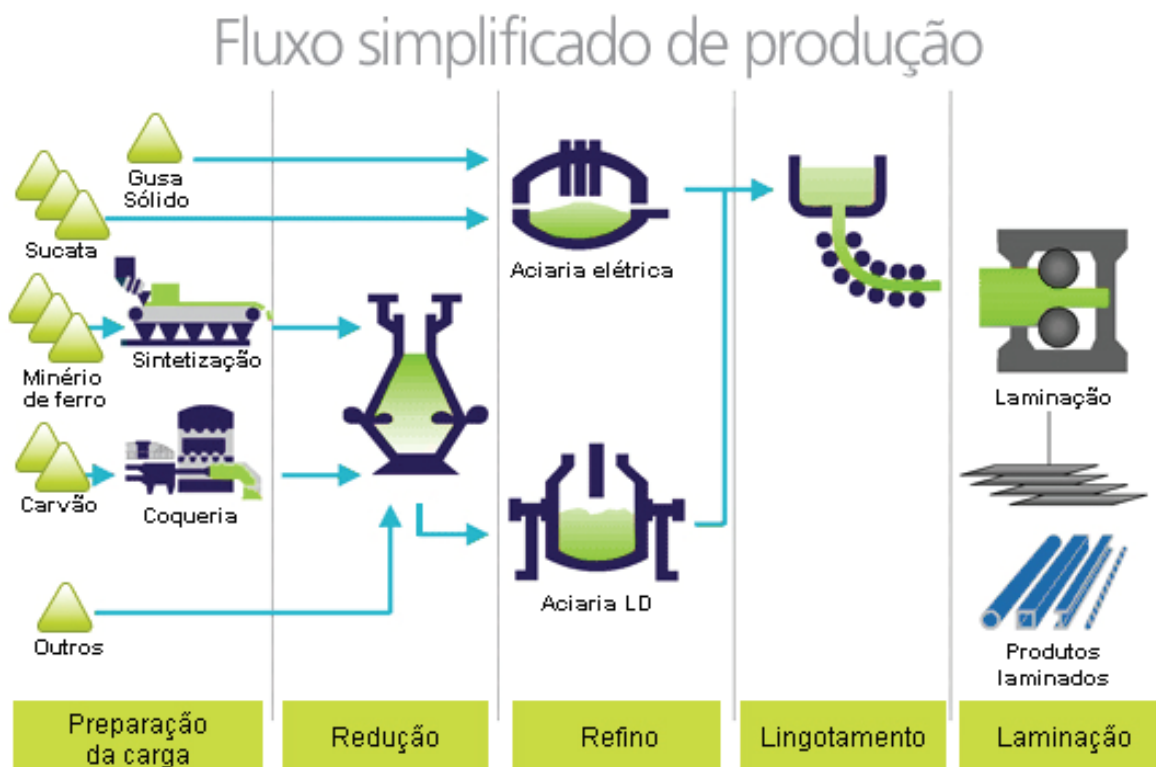 Fluxo simplificado de produção
Gusa
Sólido
Sucata
Aciaria elétrica
Sintetização
Minério
de ferro
Laminação
Carvão
Coqueria
Aciaria LD
Outros
Produtos
laminados
Preparação
da carga
Redução
Refino
Lingotamento
Laminação